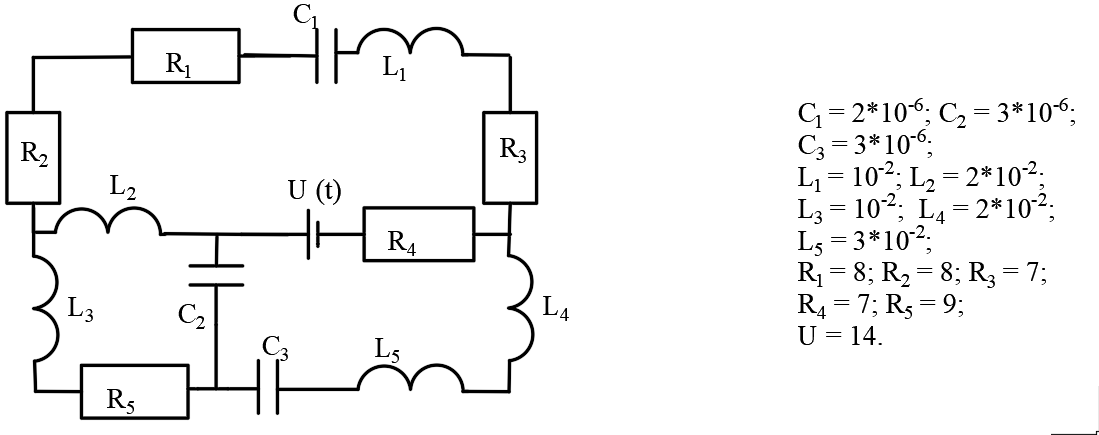 C₁
R₁
L₁
R₂
R₃
L₂
U (t)
R₄
L₃
C₂
L₄
C₃
L₅
R₅
C₁ = 2*10⁻⁶; C₂ = 3*10⁻⁶;
C₃ = 3*10⁻⁶;
L₁ = 10⁻²; L₂ = 2*10⁻²;
L₃ = 10⁻²; L₄ = 2*10⁻²;
L₅ = 3*10⁻²;
R₁ = 8; R₂ = 8; R₃ = 7;
R₄ = 7; R₅ = 9;
U = 14.